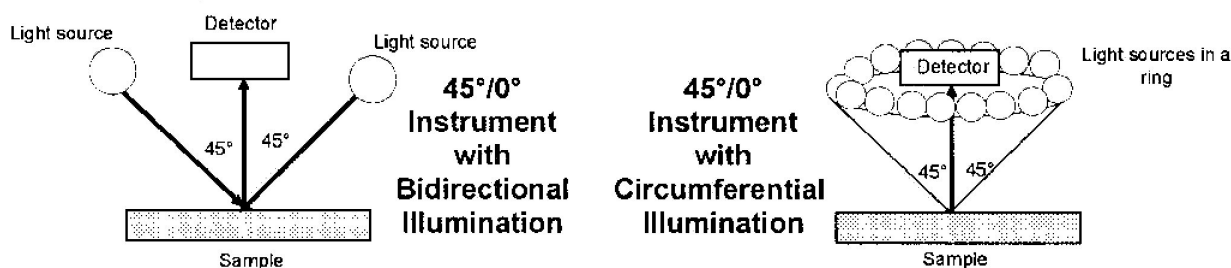 Detector
Light source
Light source
45°
45°
Sample
45°/0°
Instrument
with
Bidirectional
Illumination
45°/0°
Instrument
with
Circumferential
Illumination
Detector
Light sources in a
ring
45°
45°
Sample